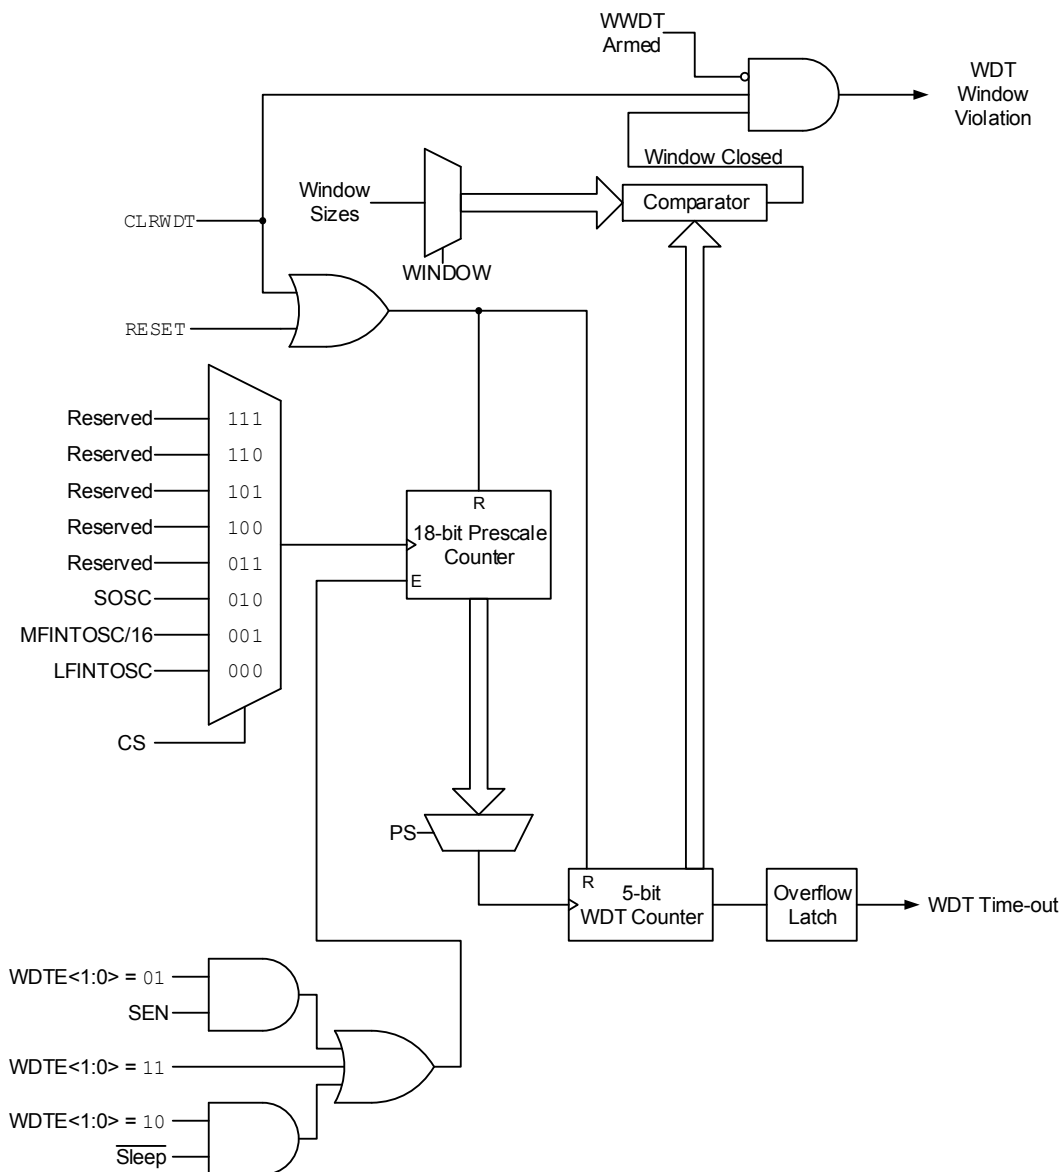 WWDT
Armed
WDT
Window
Violation
Window Closed
Window
Sizes
Comparator
CLRWDT
WINDOW
RESET
Reserved 111
Reserved 110
Reserved 101
Reserved 100
Reserved 011
SOSC 010
MFINTOSC/16 001
LFINTOSC 000
CS
R
18-bit Prescale
Counter
E
PS
R
5-bit
WDT Counter
Overflow
Latch
WDT Time-out
WDTE<1:0> = 01
SEN
WDTE<1:0> = 11
WDTE<1:0> = 10
Sleep